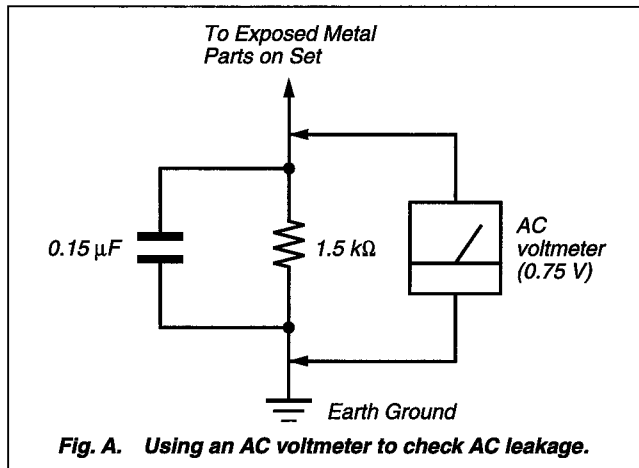 To Exposed Metal
Parts on Set
0.15 μF
1.5 kΩ
AC
voltmeter
(0.75 V)
Earth Ground
Fig. A. Using an AC voltmeter to check AC leakage.